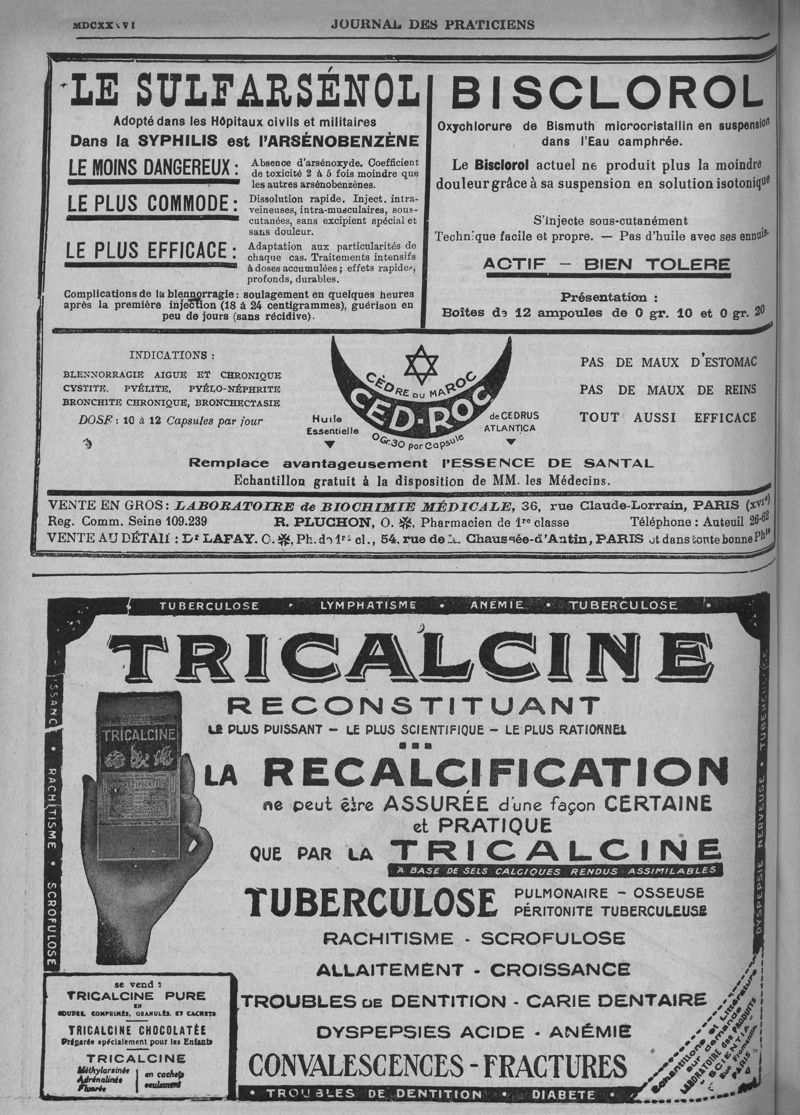 JOURNAL DES PRATICIENS
LE SULFARSÉNOL
Adopté dans les Hôpitaux civils et militaires
Dans la SYPHILIS est l'ARSÉNOBENZÈNE
LE MOINS DANGEREUX :
Absence d'arsénoxyde. Coefficient
de toxicité 2 à 5 fois moindre que
les autres arsénobenzènes.
LE PLUS COMMODE :
Dissolution rapide. Inject. intra-
veineuses, intra-musculaires, sous-
cutanées, sans excipient spécial et
sans douleur.
LE PLUS EFFICACE :
Adaptation aux particularités de
chaque cas. Traitements intensifs
à doses accumulées ; effets rapides,
profonds, durables.
Complications de la blennorragie : soulagement en quelques heures
après la première injection (18 à 24 centigrammes), guérison en
peu de jours (sans récidive).
BISCLOROL
Oxychlorure de Bismuth microcristallin en suspension
dans l'Eau camphrée.
Le Bisclorol actuel ne produit plus la moindre
douleur grâce à sa suspension en solution isotonique
S'injecte sous-cutanément
Technique facile et propre. — Pas d'huile avec ses ennuis.
ACTIF – BIEN TOLERE
Présentation :
Boîtes de 12 ampoules de 0 gr. 10 et 0 gr. 20
INDICATIONS :
BLENNORRAGIE AIGUE ET CHRONIQUE
CYSTITE, PYÉLITE, PYÉLO-NÉPHRITE
BRONCHITE CHRONIQUE, BRONCHECTASIE
DOSE : 10 à 12 Capsules par jour
CÈDRE DU MAROC
CED-ROC
0Gr.30 par Capsule
Huile
Essentielle
de CEDRUS
ATLANTICA
PAS DE MAUX D'ESTOMAC
PAS DE MAUX DE REINS
TOUT AUSSI EFFICACE
Remplace avantageusement l'ESSENCE DE SANTAL
Echantillon gratuit à la disposition de MM. les Médecins.
VENTE EN GROS : LABORATOIRE de BIOCHIMIE MÉDICALE, 36, rue Claude-Lorrain, PARIS (XVIe)
Reg. Comm. Seine 109.239 R. PLUCHON, O. ✻, Pharmacien de 1re classe Téléphone : Auteuil 26-62
VENTE AU DÉTAIL : Dr LAFAY. O. ✻, Ph. de 1re cl., 54, rue de la Chaussée-d'Antin, PARIS et dans toute bonne Phie
TUBERCULOSE • LYMPHATISME • ANÉMIE • TUBERCULOSE
TRICALCINE
RECONSTITUANT
LE PLUS PUISSANT – LE PLUS SCIENTIFIQUE – LE PLUS RATIONNEL
TRICALCINE
LA RECALCIFICATION
ne peut être ASSURÉE d'une façon CERTAINE
et PRATIQUE
QUE PAR LA TRICALCINE
A BASE DE SELS CALCIQUES RENDUS ASSIMILABLES
TUBERCULOSE PULMONAIRE – OSSEUSE
PÉRITONITE TUBERCULEUSE
RACHITISME - SCROFULOSE
ALLAITEMENT - CROISSANCE
TROUBLES DE DENTITION - CARIE DENTAIRE
DYSPEPSIES ACIDE - ANÉMIE
CONVALESCENCES - FRACTURES
RACHITISME • SCROFULOSE
DYSPEPSIE NERVEUSE • TUBERCULOSE
se vend :
TRICALCINE PURE
EN
POUDRE, COMPRIMÉS, GRANULÉS, ET CACHETS
TRICALCINE CHOCOLATÉE
Préparée spécialement pour les Enfants
TRICALCINE
Méthylarsinée
Adrénalinée
Fluorée
en cachets
seulement
Echantillons et Littérature
sur demande
LABORATOIRE des PRODUITS
SCIENTIA
Rue Fromentin
PARIS
• TROUBLES DE DENTITION • DIABETE •